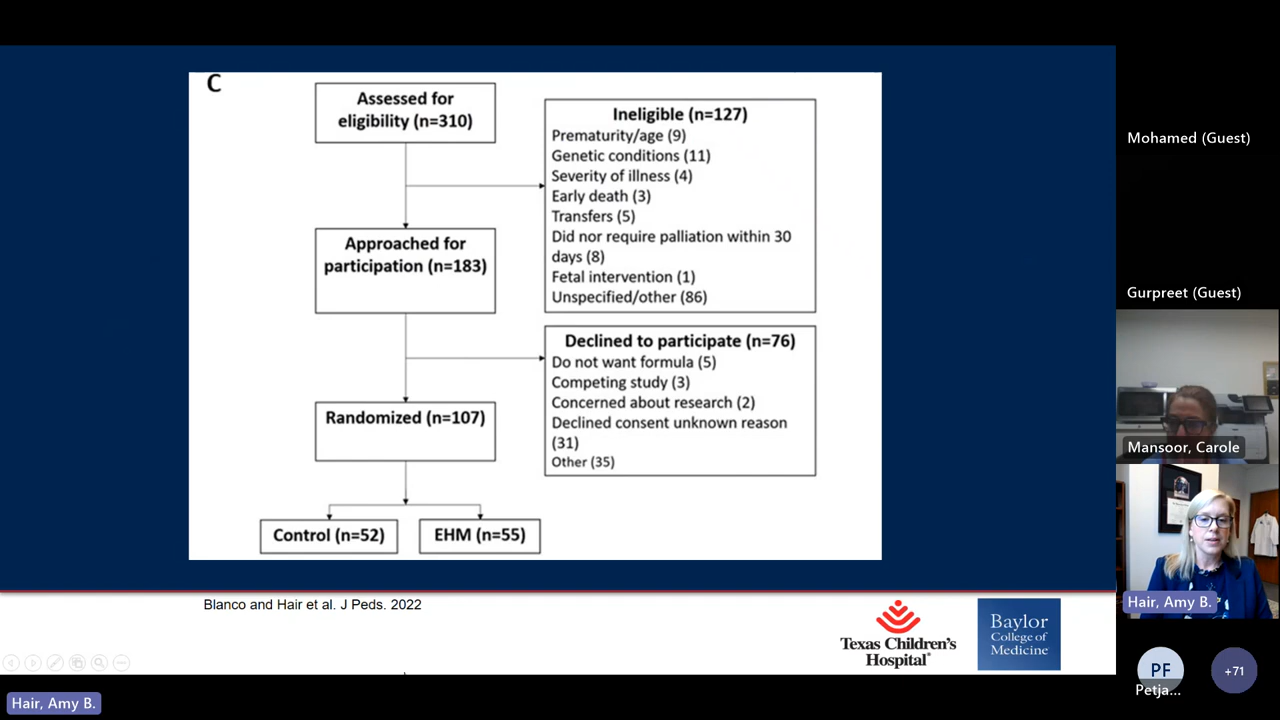 C
Assessed for
eligibility (n=310)
Ineligible (n=127)
Prematurity/age (9)
Genetic conditions (11)
Severity of illness (4)
Early death (3)
Transfers (5)
Did nor require palliation within 30
days (8)
Fetal intervention (1)
Unspecified/other (86)
Approached for
participation (n=183)
Declined to participate (n=76)
Do not want formula (5)
Competing study (3)
Concerned about research (2)
Declined consent unknown reason
(31)
Other (35)
Randomized (n=107)
Control (n=52)
EHM (n=55)
Blanco and Hair et al. J Peds. 2022
Texas Children's
Hospital®
Baylor
College of
Medicine
Hair, Amy B.
Mohamed (Guest)
Gurpreet (Guest)
Mansoor, Carole
Hair, Amy B.
PF
Petja...
+71